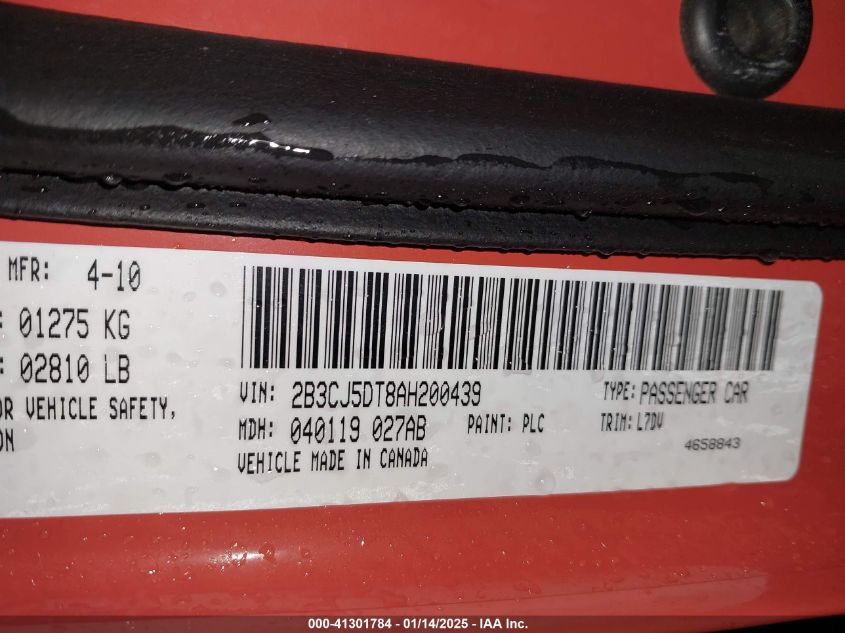 MFR: 4-10
: 01275 KG
: 02810 LB
OR VEHICLE SAFETY,
ON
VIN: 2B3CJ5DT8AH200439
TYPE: PASSENGER CAR
MDH: 040119 027AB
PAINT: PLC
TRIM: L7DV
VEHICLE MADE IN CANADA
4658843
000-41301784 - 01/14/2025 - IAA Inc.